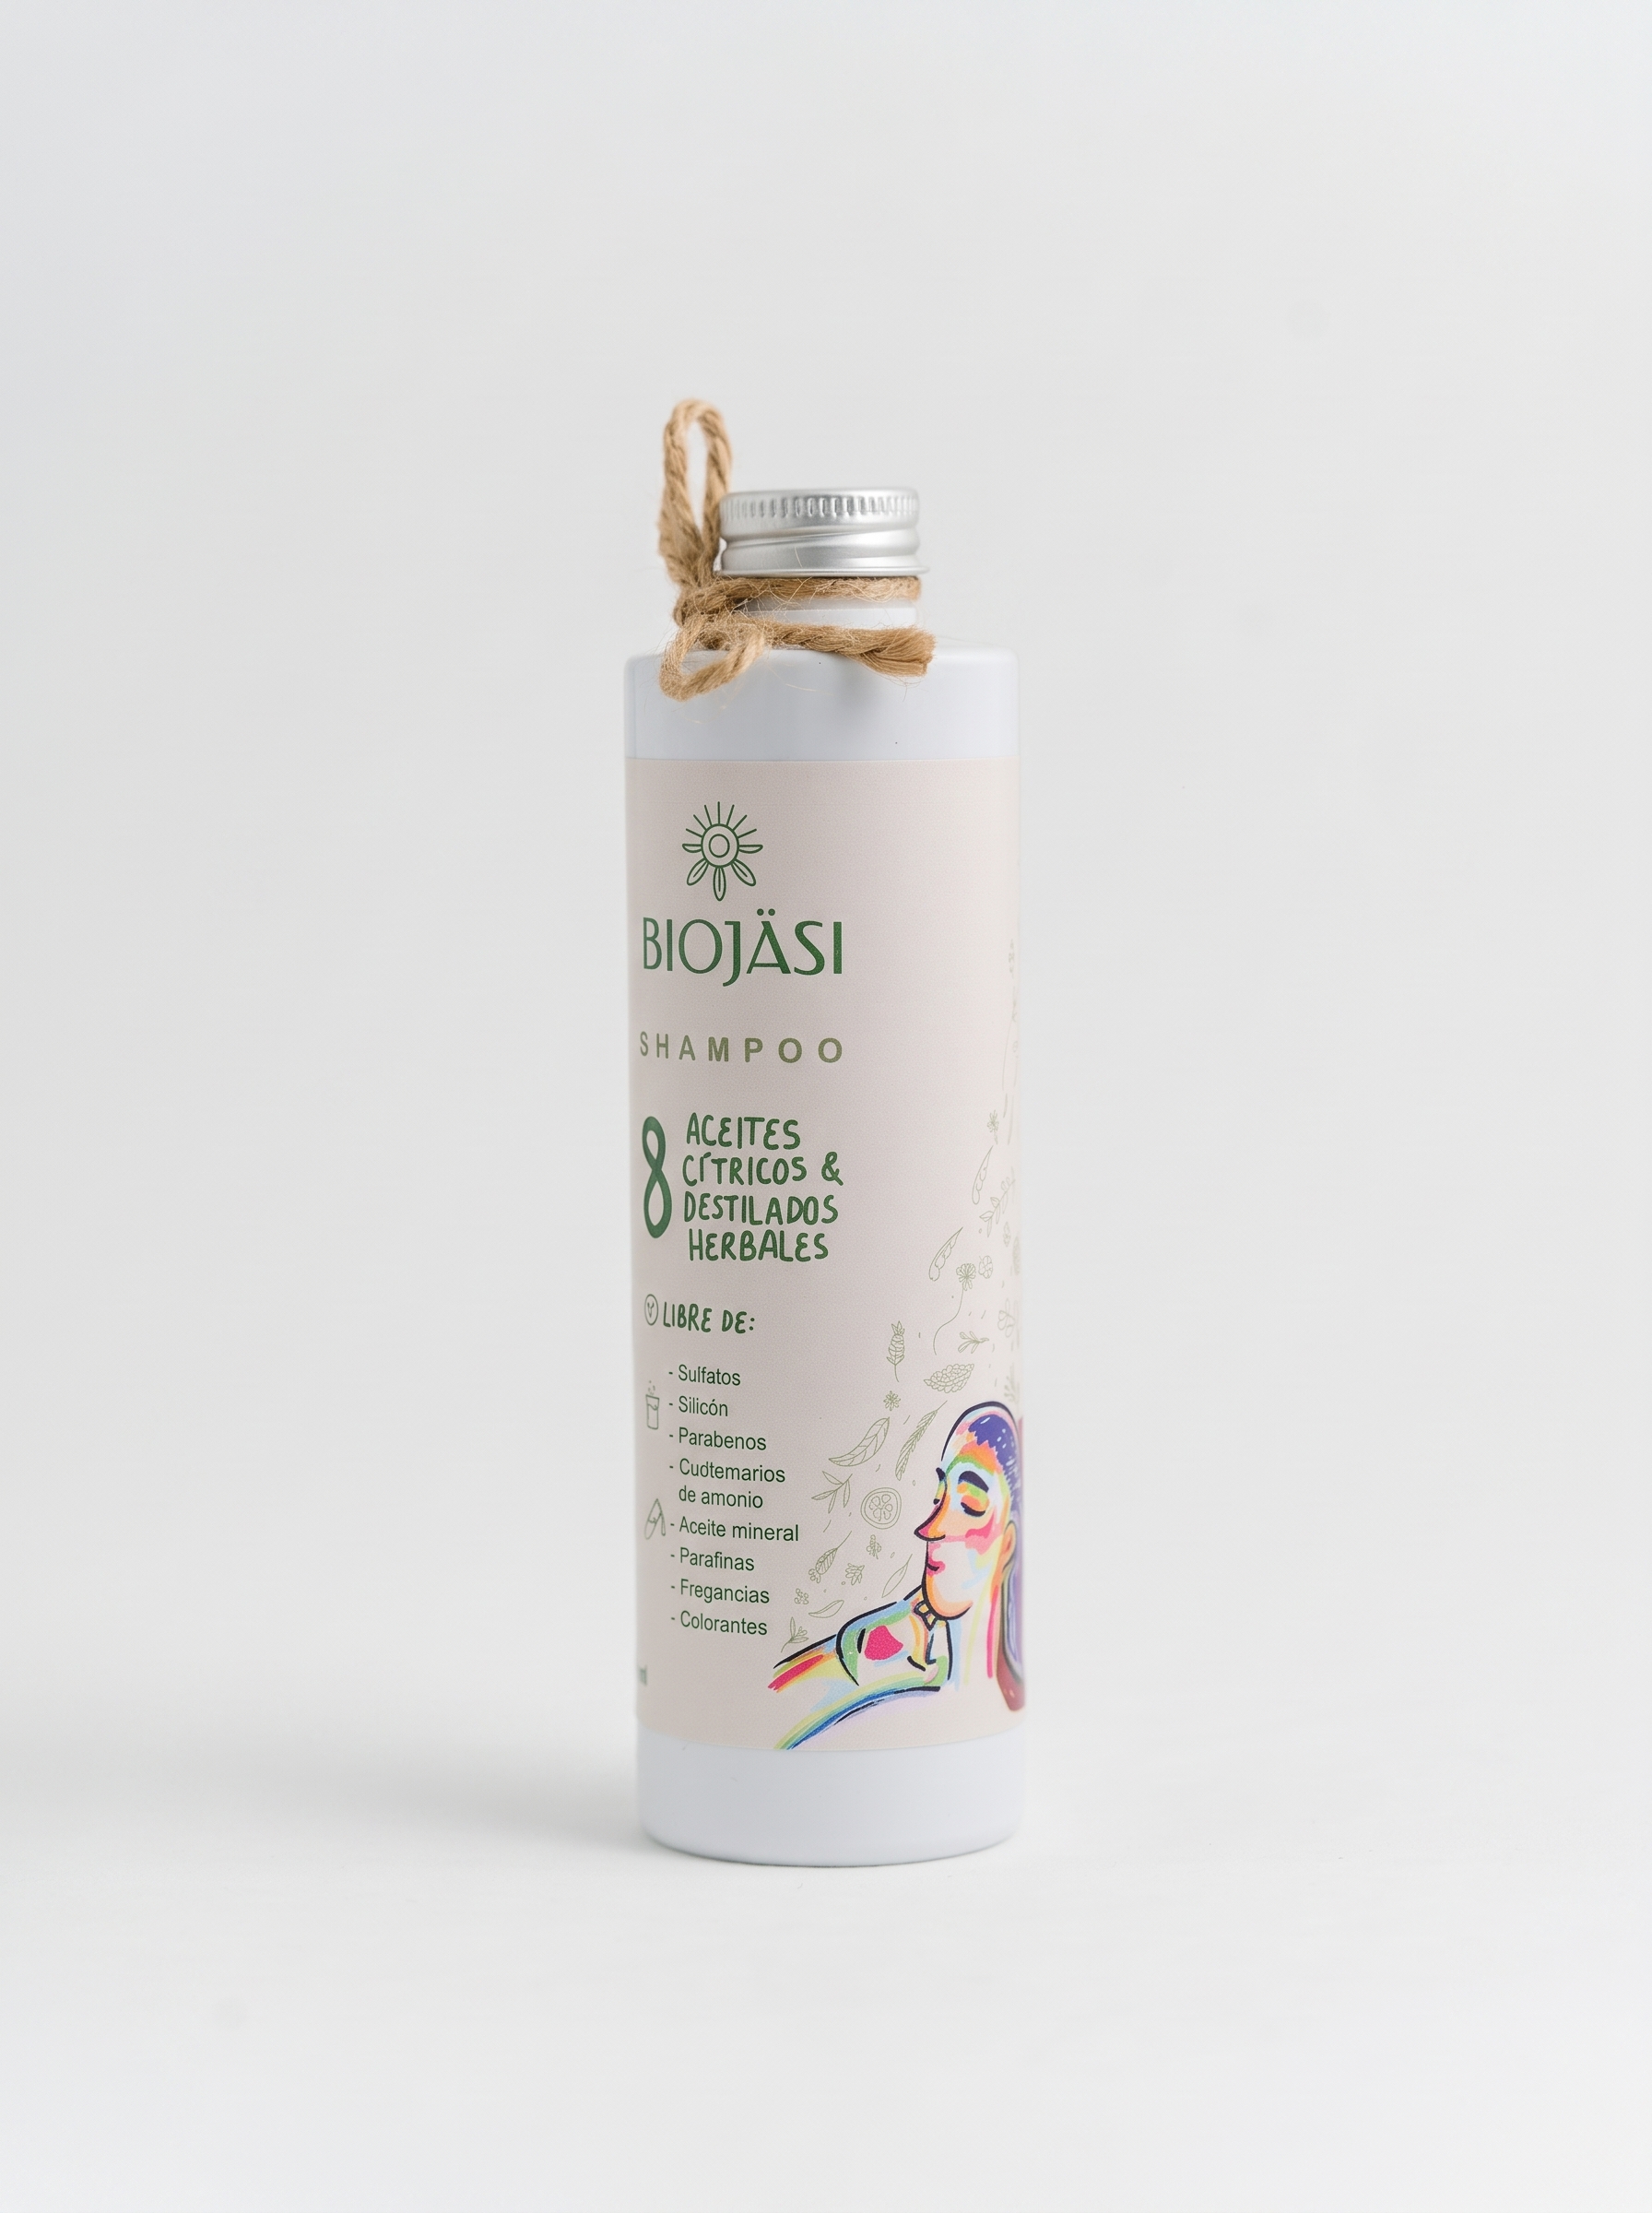 BIOJÄSI
SHAMPOO
8 ACEITES
CÍTRICOS &
DESTILADOS
HERBALES
LIBRE DE:
- Sulfatos
- Silicón
- Parabenos
- Cudtemarios
de amonio
- Aceite mineral
- Parafinas
- Fregancias
- Colorantes
ml